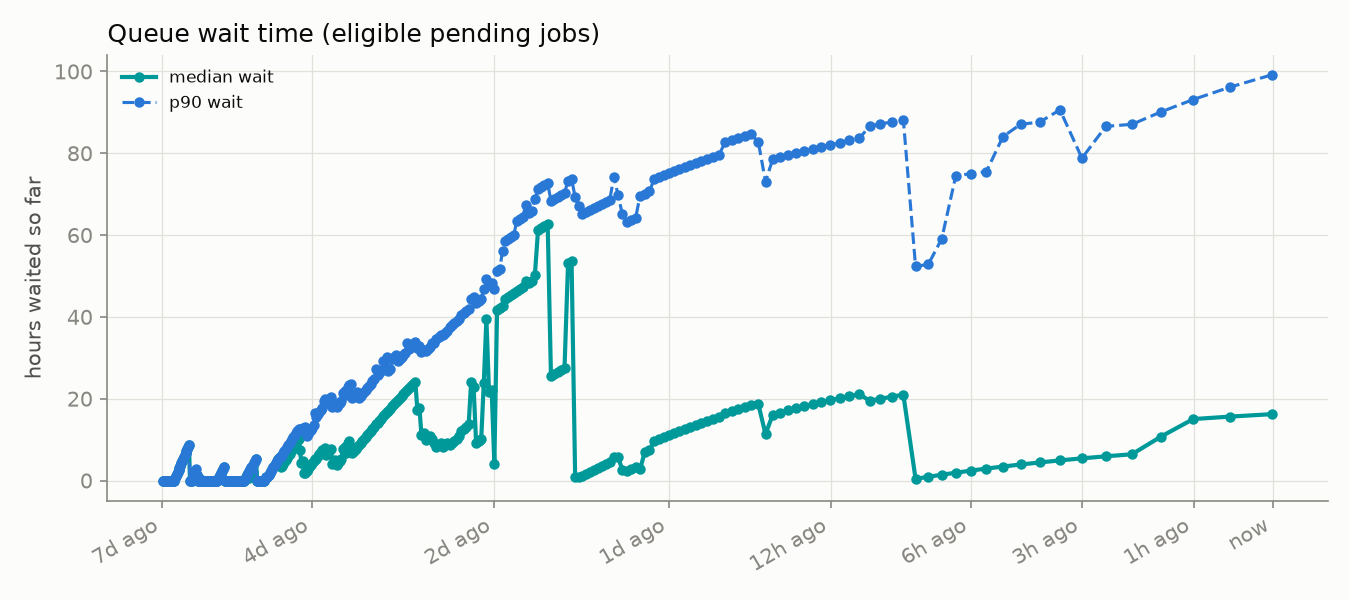 Queue wait time (eligible pending jobs)
median wait
p90 wait
hours waited so far
100
80
60
40
20
0
7d ago
4d ago
2d ago
1d ago
12h ago
6h ago
3h ago
1h ago
now